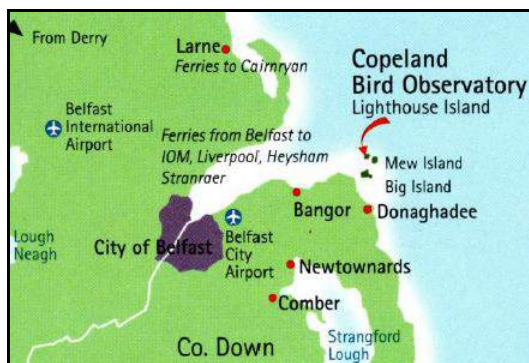 From Derry
Larne
Ferries to Cairnryan
Copeland
Bird Observatory
Lighthouse Island
Belfast
International
Airport
Ferries from Belfast to
IOM, Liverpool, Heysham
Stranraer
Mew Island
Big Island
Bangor
Donaghadee
Lough
Neagh
City of Belfast
Belfast
City
Airport
Newtownards
Comber
Co. Down
Strangford
Lough